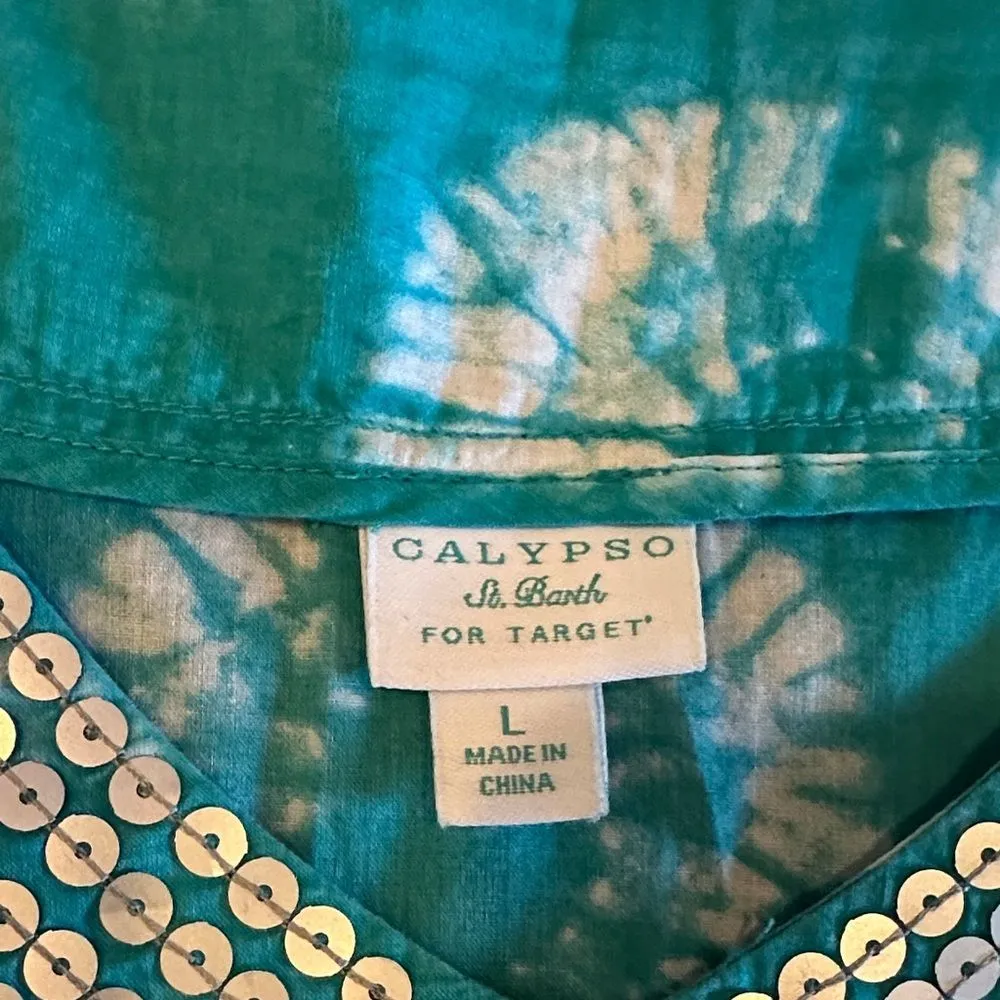 CALYPSO
St. Barth
FOR TARGET
L
MADE IN
CHINA